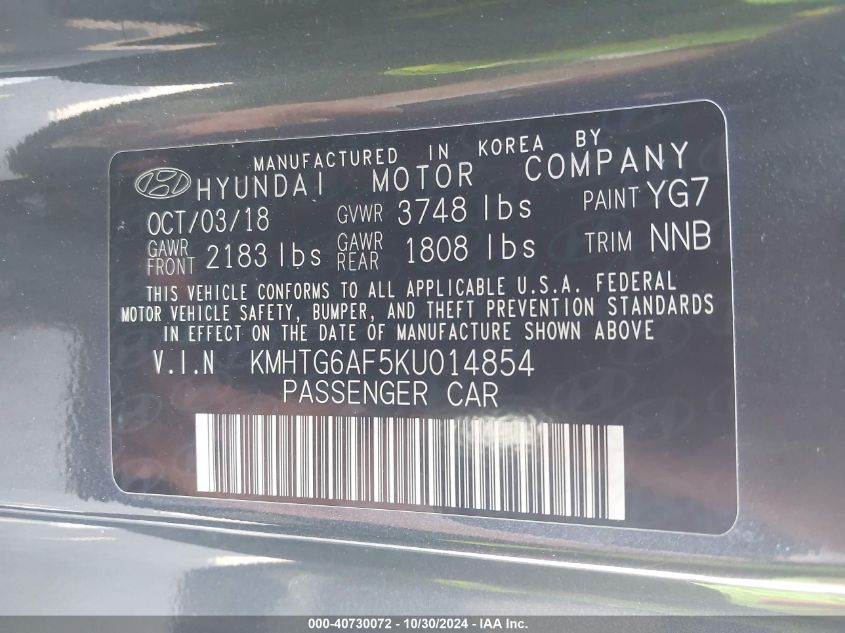 MANUFACTURED IN KOREA BY
HYUNDAI MOTOR COMPANY
OCT/03/18 GVWR 3748 lbs PAINT YG7
GAWR FRONT 2183 lbs GAWR REAR 1808 lbs TRIM NNB
THIS VEHICLE CONFORMS TO ALL APPLICABLE U.S.A. FEDERAL
MOTOR VEHICLE SAFETY, BUMPER, AND THEFT PREVENTION STANDARDS
IN EFFECT ON THE DATE OF MANUFACTURE SHOWN ABOVE
V.I.N KMHTG6AF5KU014854
PASSENGER CAR
000-40730072 - 10/30/2024 - IAA Inc.